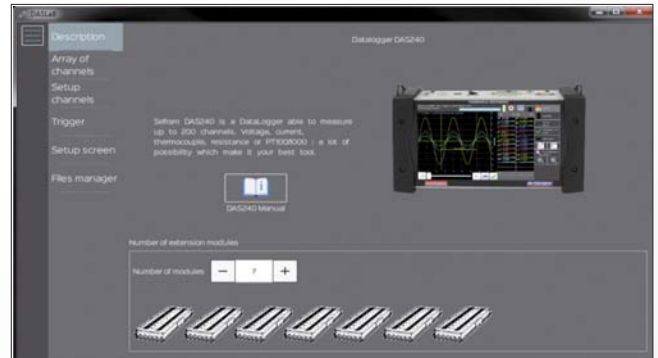 Description
Array of
channels
Setup
channels
Trigger
Setup screen
Files manager
Datalogger DAS240
Sefram DAS240 is a DataLogger able to measure
up to 200 channels. Voltage, current,
thermocouple, resistance or PT100/1000 : a lot of
possibility which make it your best tool.
DAS240 Manual
Number of extension modules
Number of modules
7